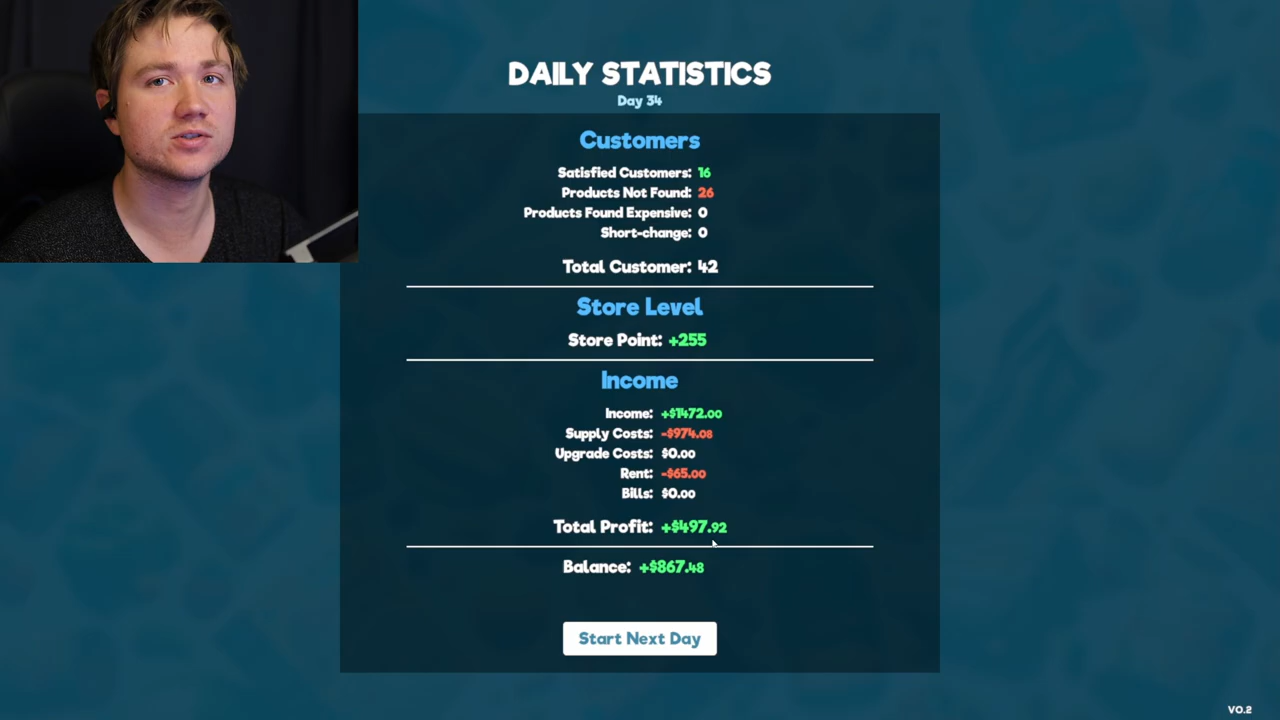 DAILY STATISTICS
Day 34
Customers
Satisfied Customers: 16
Products Not Found: 26
Products Found Expensive: 0
Short-change: 0
Total Customer: 42
Store Level
Store Point: +255
Income
Income: +$1472.00
Supply Costs: -$974.08
Upgrade Costs: $0.00
Rent: -$65.00
Bills: $0.00
Total Profit: +$497.92
Balance: +$867.48
Start Next Day
V0.2